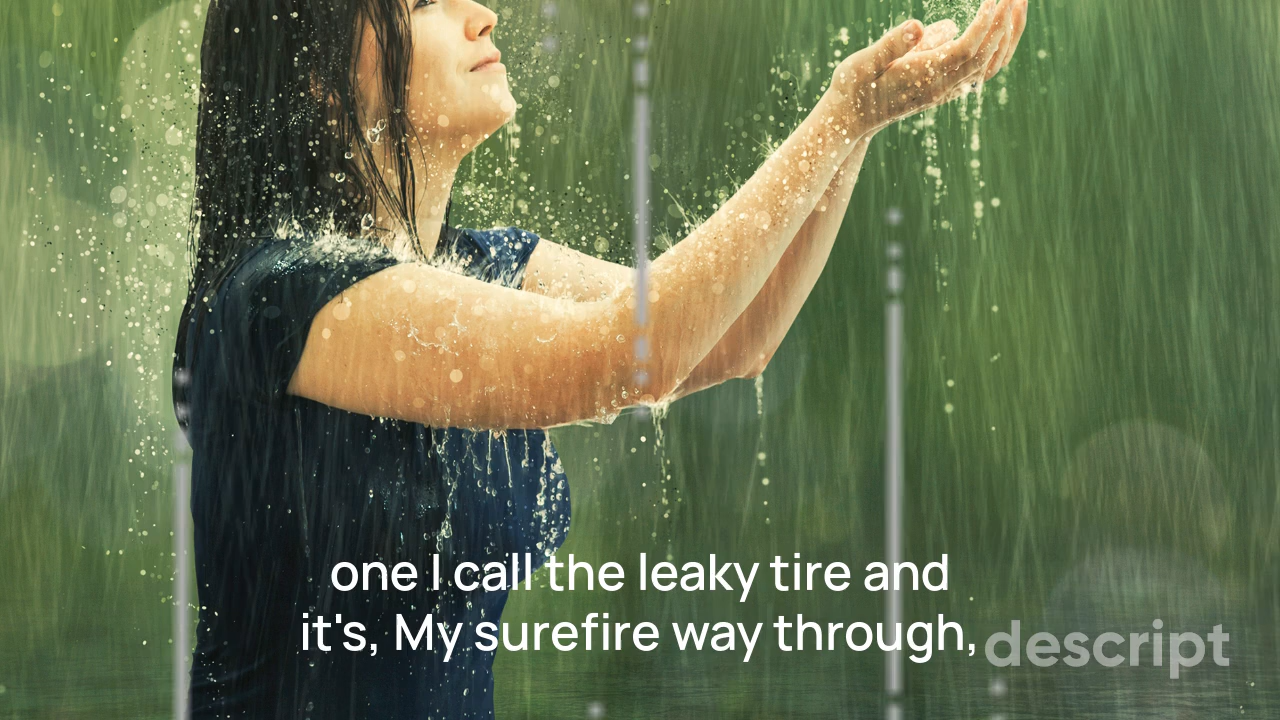 one I call the leaky tire and
it's, My surefire way through,
descript